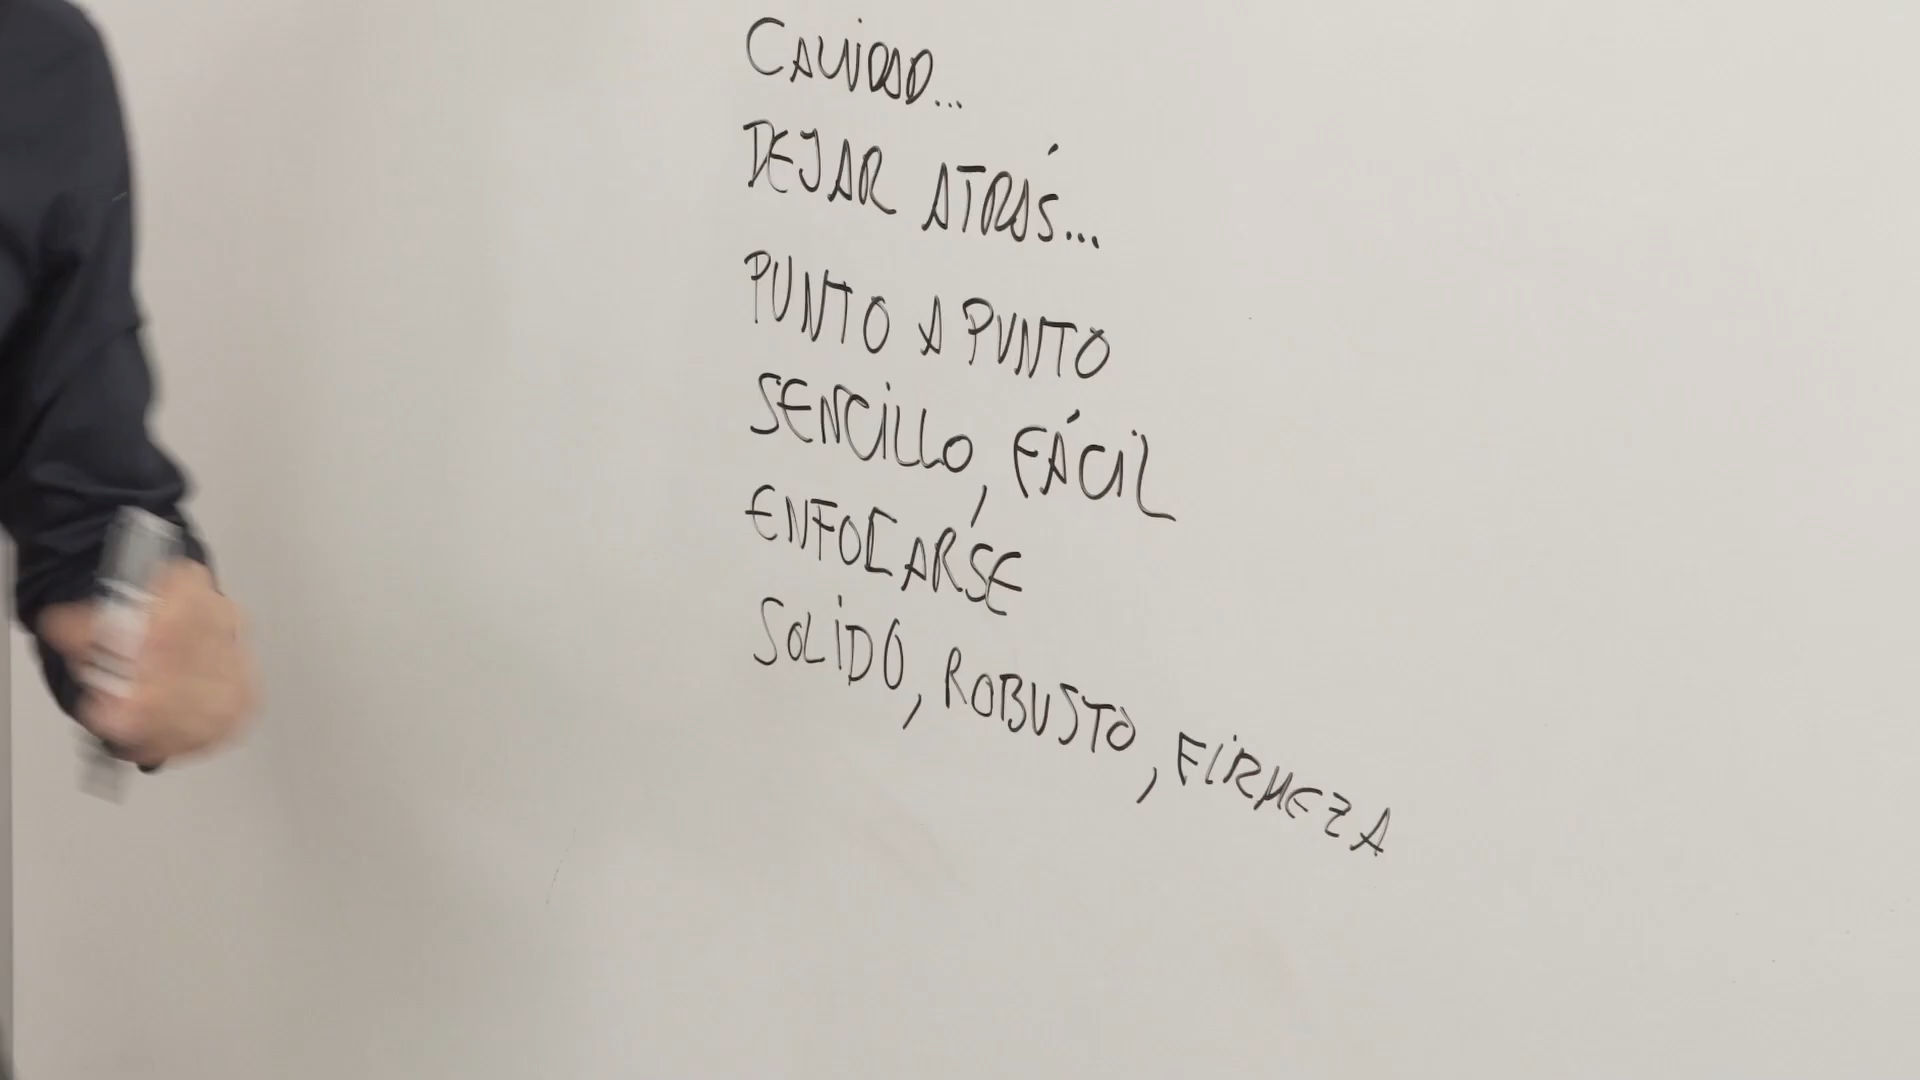 CALIDAD...
DEJAR ATRÁS...
PUNTO A PUNTO
SENCILLO, FÁCIL
ENFOCARSE
SOLIDO, ROBUSTO, FIRMEZA